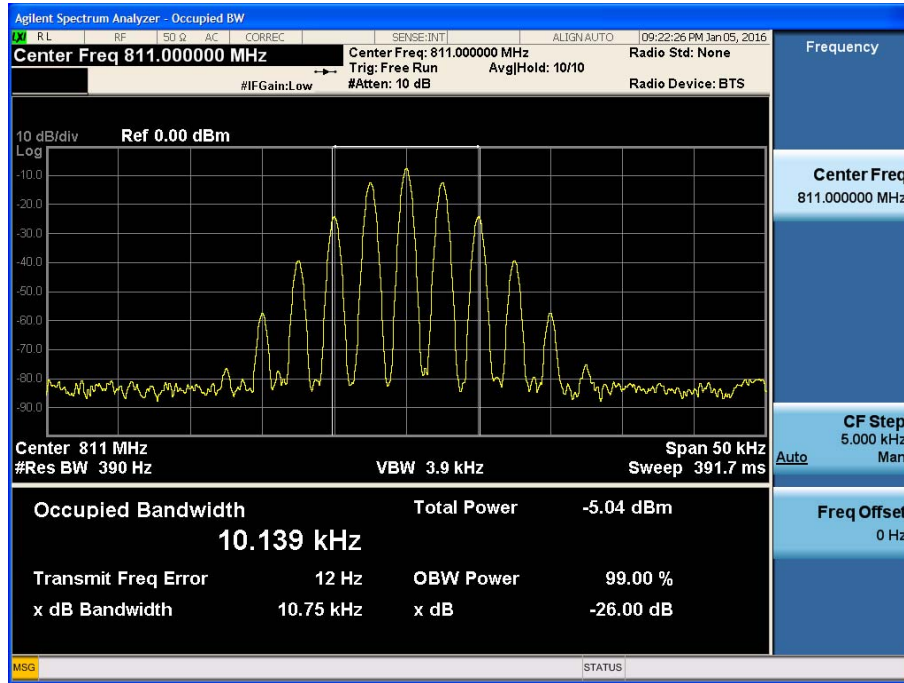 Agilent Spectrum Analyzer - Occupied BW
LXI RL RF 50 Ω AC CORREC SENSE:INT ALIGN AUTO 09:22:26 PM Jan 05, 2016
Center Freq 811.000000 MHz
Center Freq: 811.000000 MHz Radio Std: None
Trig: Free Run Avg|Hold: 10/10
#IFGain:Low #Atten: 10 dB Radio Device: BTS
10 dB/div Ref 0.00 dBm
Log
-10.0
-20.0
-30.0
-40.0
-50.0
-60.0
-70.0
-80.0
-90.0
Center 811 MHz Span 50 kHz
#Res BW 390 Hz VBW 3.9 kHz Sweep 391.7 ms
Occupied Bandwidth Total Power -5.04 dBm
10.139 kHz
Transmit Freq Error 12 Hz OBW Power 99.00 %
x dB Bandwidth 10.75 kHz x dB -26.00 dB
MSG STATUS
Frequency
Center Freq
811.000000 MHz
CF Step
5.000 kHz
Auto Man
Freq Offset
0 Hz